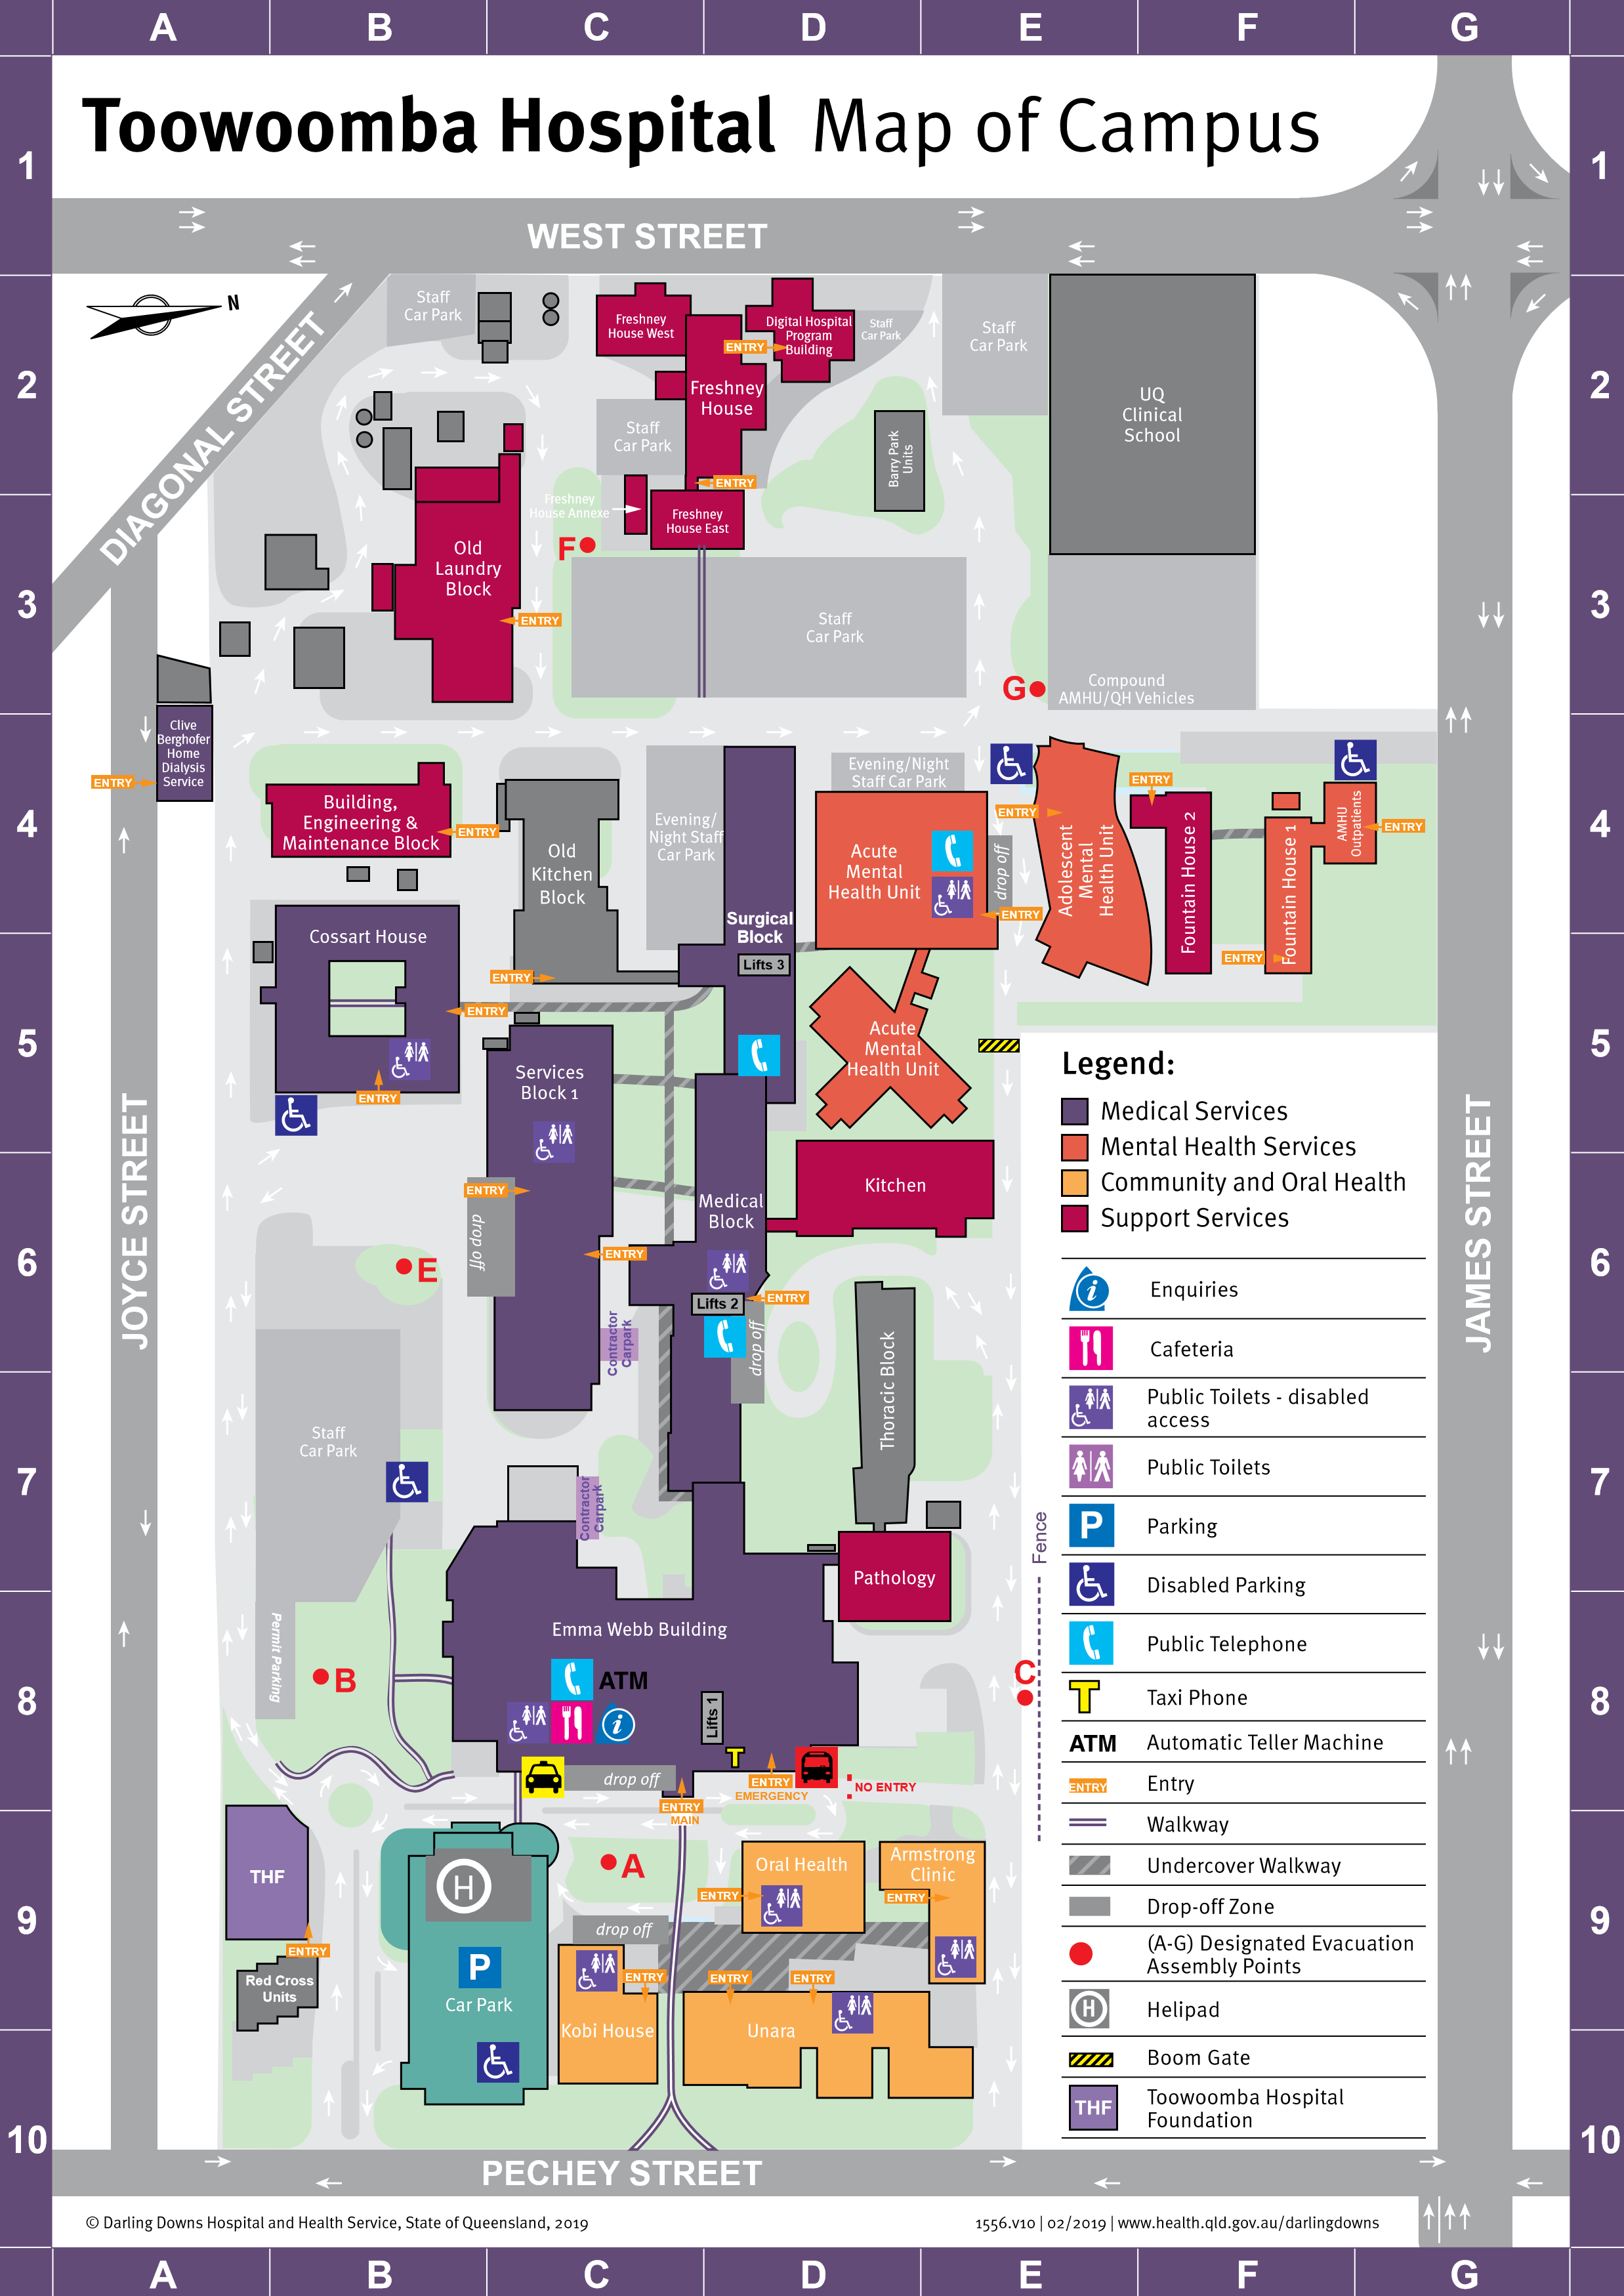 A B C D E F G
1 1
2 2
3 3
4 4
5 5
6 6
7 7
8 8
9 9
10 10
Toowoomba Hospital Map of Campus
WEST STREET
DIAGONAL STREET
N
Staff
Car Park
Freshney
House West
Digital Hospital
Program
Building
ENTRY
Staff
Car Park
Staff
Car Park
UQ
Clinical
School
Freshney
House
Staff
Car Park
Barry Park
Units
ENTRY
Freshney
House Annexe
Freshney
House East
F
Old
Laundry
Block
ENTRY
Staff
Car Park
G
Compound
AMHU/QH Vehicles
Clive
Berghofer
Home
Dialysis
Service
ENTRY
Building,
Engineering &
Maintenance Block
ENTRY
Old
Kitchen
Block
Evening/
Night Staff
Car Park
Evening/Night
Staff Car Park
Surgical
Block
Lifts 3
Acute
Mental
Health Unit
drop off
ENTRY
ENTRY
Adolescent
Mental
Health Unit
ENTRY
Fountain House 2
Fountain House 1
ENTRY
AMHU
Outpatients
ENTRY
Cossart House
ENTRY
ENTRY
ENTRY
Services
Block 1
Acute
Mental
Health Unit
JOYCE STREET
JAMES STREET
ENTRY
drop off
ENTRY
Medical
Block
Kitchen
E
Lifts 2
ENTRY
drop off
Contractor
Carpark
Thoracic Block
Staff
Car Park
Contractor
Carpark
Fence
Pathology
Emma Webb Building
Permit Parking
B
ATM
i
Lifts 1
T
C
drop off
ENTRY
EMERGENCY
NO ENTRY
ENTRY
MAIN
THF
ENTRY
Red Cross
Units
H
P
Car Park
A
Oral Health
ENTRY
Armstrong
Clinic
ENTRY
drop off
ENTRY
ENTRY
ENTRY
Kobi House
Unara
PECHEY STREET
Legend:
Medical Services
Mental Health Services
Community and Oral Health
Support Services
i Enquiries
Cafeteria
Public Toilets - disabled
access
Public Toilets
P Parking
Disabled Parking
Public Telephone
T Taxi Phone
ATM Automatic Teller Machine
ENTRY Entry
Walkway
Undercover Walkway
Drop-off Zone
(A-G) Designated Evacuation
Assembly Points
H Helipad
Boom Gate
THF Toowoomba Hospital
Foundation
© Darling Downs Hospital and Health Service, State of Queensland, 2019
1556.v10 | 02/2019 | www.health.qld.gov.au/darlingdowns
A B C D E F G